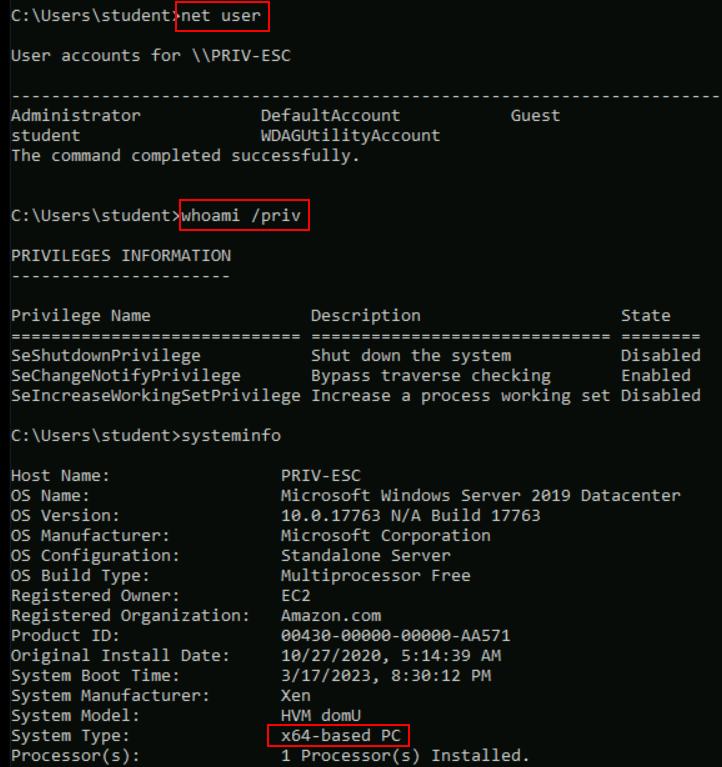 C:\Users\student>net user
User accounts for \\PRIV-ESC
-------------------------------------------------------------------------------
Administrator            DefaultAccount           Guest
student                  WDAGUtilityAccount
The command completed successfully.
C:\Users\student>whoami /priv
PRIVILEGES INFORMATION
----------------------
Privilege Name                Description                    State
============================= ============================== ========
SeShutdownPrivilege           Shut down the system           Disabled
SeChangeNotifyPrivilege       Bypass traverse checking       Enabled
SeIncreaseWorkingSetPrivilege Increase a process working set Disabled
C:\Users\student>systeminfo
Host Name:                 PRIV-ESC
OS Name:                   Microsoft Windows Server 2019 Datacenter
OS Version:                10.0.17763 N/A Build 17763
OS Manufacturer:           Microsoft Corporation
OS Configuration:          Standalone Server
OS Build Type:             Multiprocessor Free
Registered Owner:          EC2
Registered Organization:   Amazon.com
Product ID:                00430-00000-00000-AA571
Original Install Date:     10/27/2020, 5:14:39 AM
System Boot Time:          3/17/2023, 8:30:12 PM
System Manufacturer:       Xen
System Model:              HVM domU
System Type:               x64-based PC
Processor(s):              1 Processor(s) Installed.